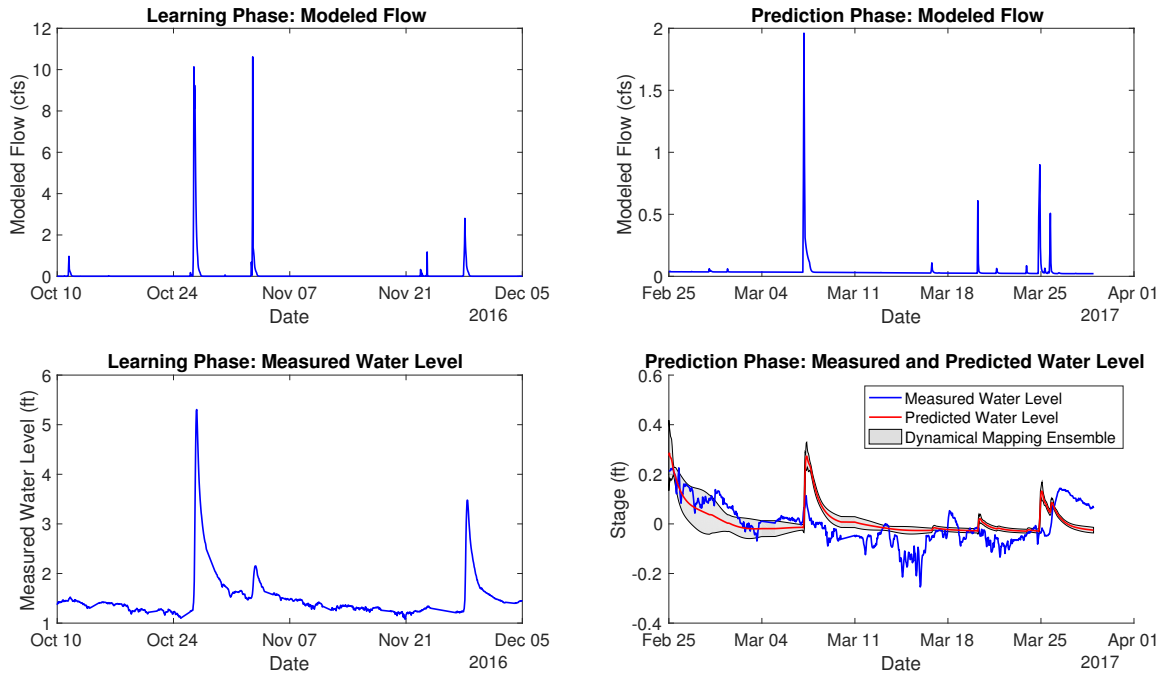 Learning Phase: Modeled Flow
Modeled Flow (cfs)
12
10
8
6
4
2
0
Oct 10
Oct 24
Nov 07
Nov 21
Dec 05
Date
2016
Prediction Phase: Modeled Flow
Modeled Flow (cfs)
2
1.5
1
0.5
0
Feb 25
Mar 04
Mar 11
Mar 18
Mar 25
Apr 01
Date
2017
Learning Phase: Measured Water Level
Measured Water Level (ft)
6
5
4
3
2
1
Oct 10
Oct 24
Nov 07
Nov 21
Dec 05
Date
2016
Prediction Phase: Measured and Predicted Water Level
Stage (ft)
0.6
0.4
0.2
0
-0.2
-0.4
Measured Water Level
Predicted Water Level
Dynamical Mapping Ensemble
Feb 25
Mar 04
Mar 11
Mar 18
Mar 25
Apr 01
Date
2017